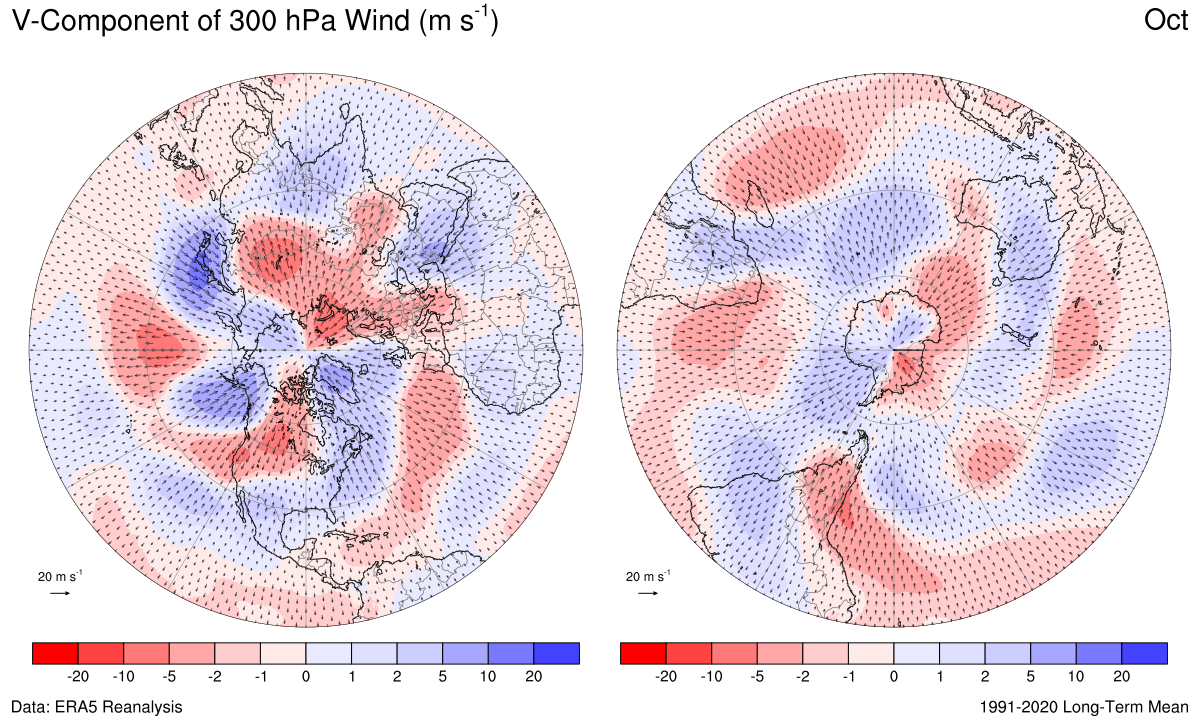 V-Component of 300 hPa Wind (m s⁻¹)
Oct
20 m s⁻¹
20 m s⁻¹
-20 -10 -5 -2 -1 0 1 2 5 10 20
-20 -10 -5 -2 -1 0 1 2 5 10 20
Data: ERA5 Reanalysis
1991-2020 Long-Term Mean